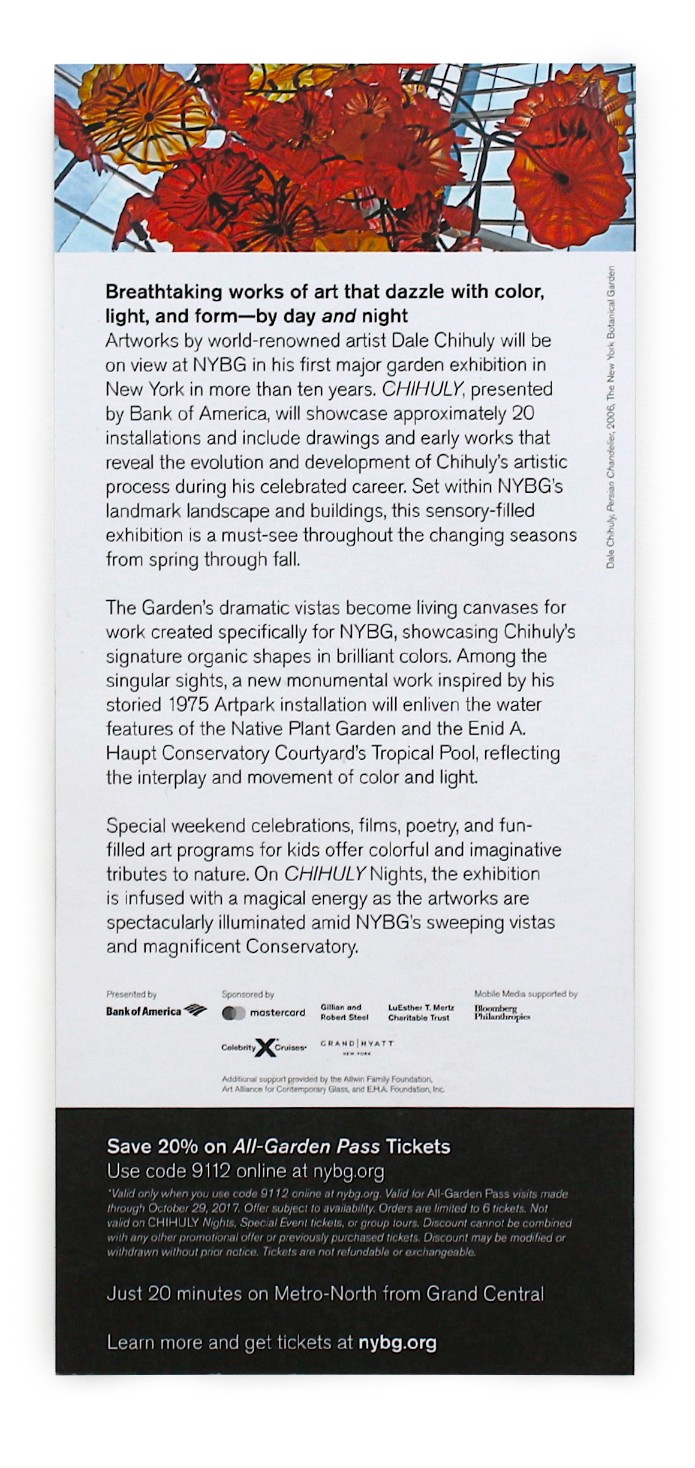 Breathtaking works of art that dazzle with color,
light, and form—by day and night
Artworks by world-renowned artist Dale Chihuly will be
on view at NYBG in his first major garden exhibition in
New York in more than ten years. CHIHULY, presented
by Bank of America, will showcase approximately 20
installations and include drawings and early works that
reveal the evolution and development of Chihuly's artistic
process during his celebrated career. Set within NYBG's
landmark landscape and buildings, this sensory-filled
exhibition is a must-see throughout the changing seasons
from spring through fall.
Dale Chihuly, Persian Chandelier, 2006, The New York Botanical Garden
The Garden's dramatic vistas become living canvases for
work created specifically for NYBG, showcasing Chihuly's
signature organic shapes in brilliant colors. Among the
singular sights, a new monumental work inspired by his
storied 1975 Artpark installation will enliven the water
features of the Native Plant Garden and the Enid A.
Haupt Conservatory Courtyard's Tropical Pool, reflecting
the interplay and movement of color and light.
Special weekend celebrations, films, poetry, and fun-
filled art programs for kids offer colorful and imaginative
tributes to nature. On CHIHULY Nights, the exhibition
is infused with a magical energy as the artworks are
spectacularly illuminated amid NYBG's sweeping vistas
and magnificent Conservatory.
Presented by
Bank of America
Sponsored by
mastercard
Gillian and
Robert Steel
LuEsther T. Mertz
Charitable Trust
Mobile Media supported by
Bloomberg
Philanthropies
Celebrity X Cruises
GRAND | HYATT
NEW YORK
Additional support provided by the Allwin Family Foundation,
Art Alliance for Contemporary Glass, and E.H.A. Foundation, Inc.
Save 20% on All-Garden Pass Tickets
Use code 9112 online at nybg.org
*Valid only when you use code 9112 online at nybg.org. Valid for All-Garden Pass visits made
through October 29, 2017. Offer subject to availability. Orders are limited to 6 tickets. Not
valid on CHIHULY Nights, Special Event tickets, or group tours. Discount cannot be combined
with any other promotional offer or previously purchased tickets. Discount may be modified or
withdrawn without prior notice. Tickets are not refundable or exchangeable.
Just 20 minutes on Metro-North from Grand Central
Learn more and get tickets at nybg.org